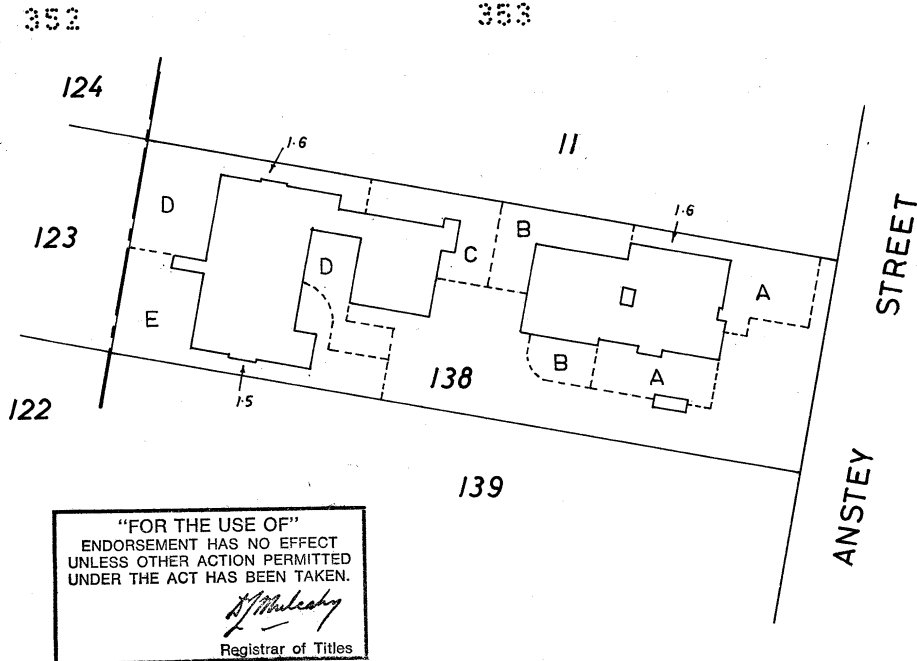 352
353
124
1.6
11
D
1.6
STREET
123
B
C
D
A
E
B
138
A
1.5
122
139
ANSTEY
"FOR THE USE OF"
ENDORSEMENT HAS NO EFFECT
UNLESS OTHER ACTION PERMITTED
UNDER THE ACT HAS BEEN TAKEN.
Registrar of Titles